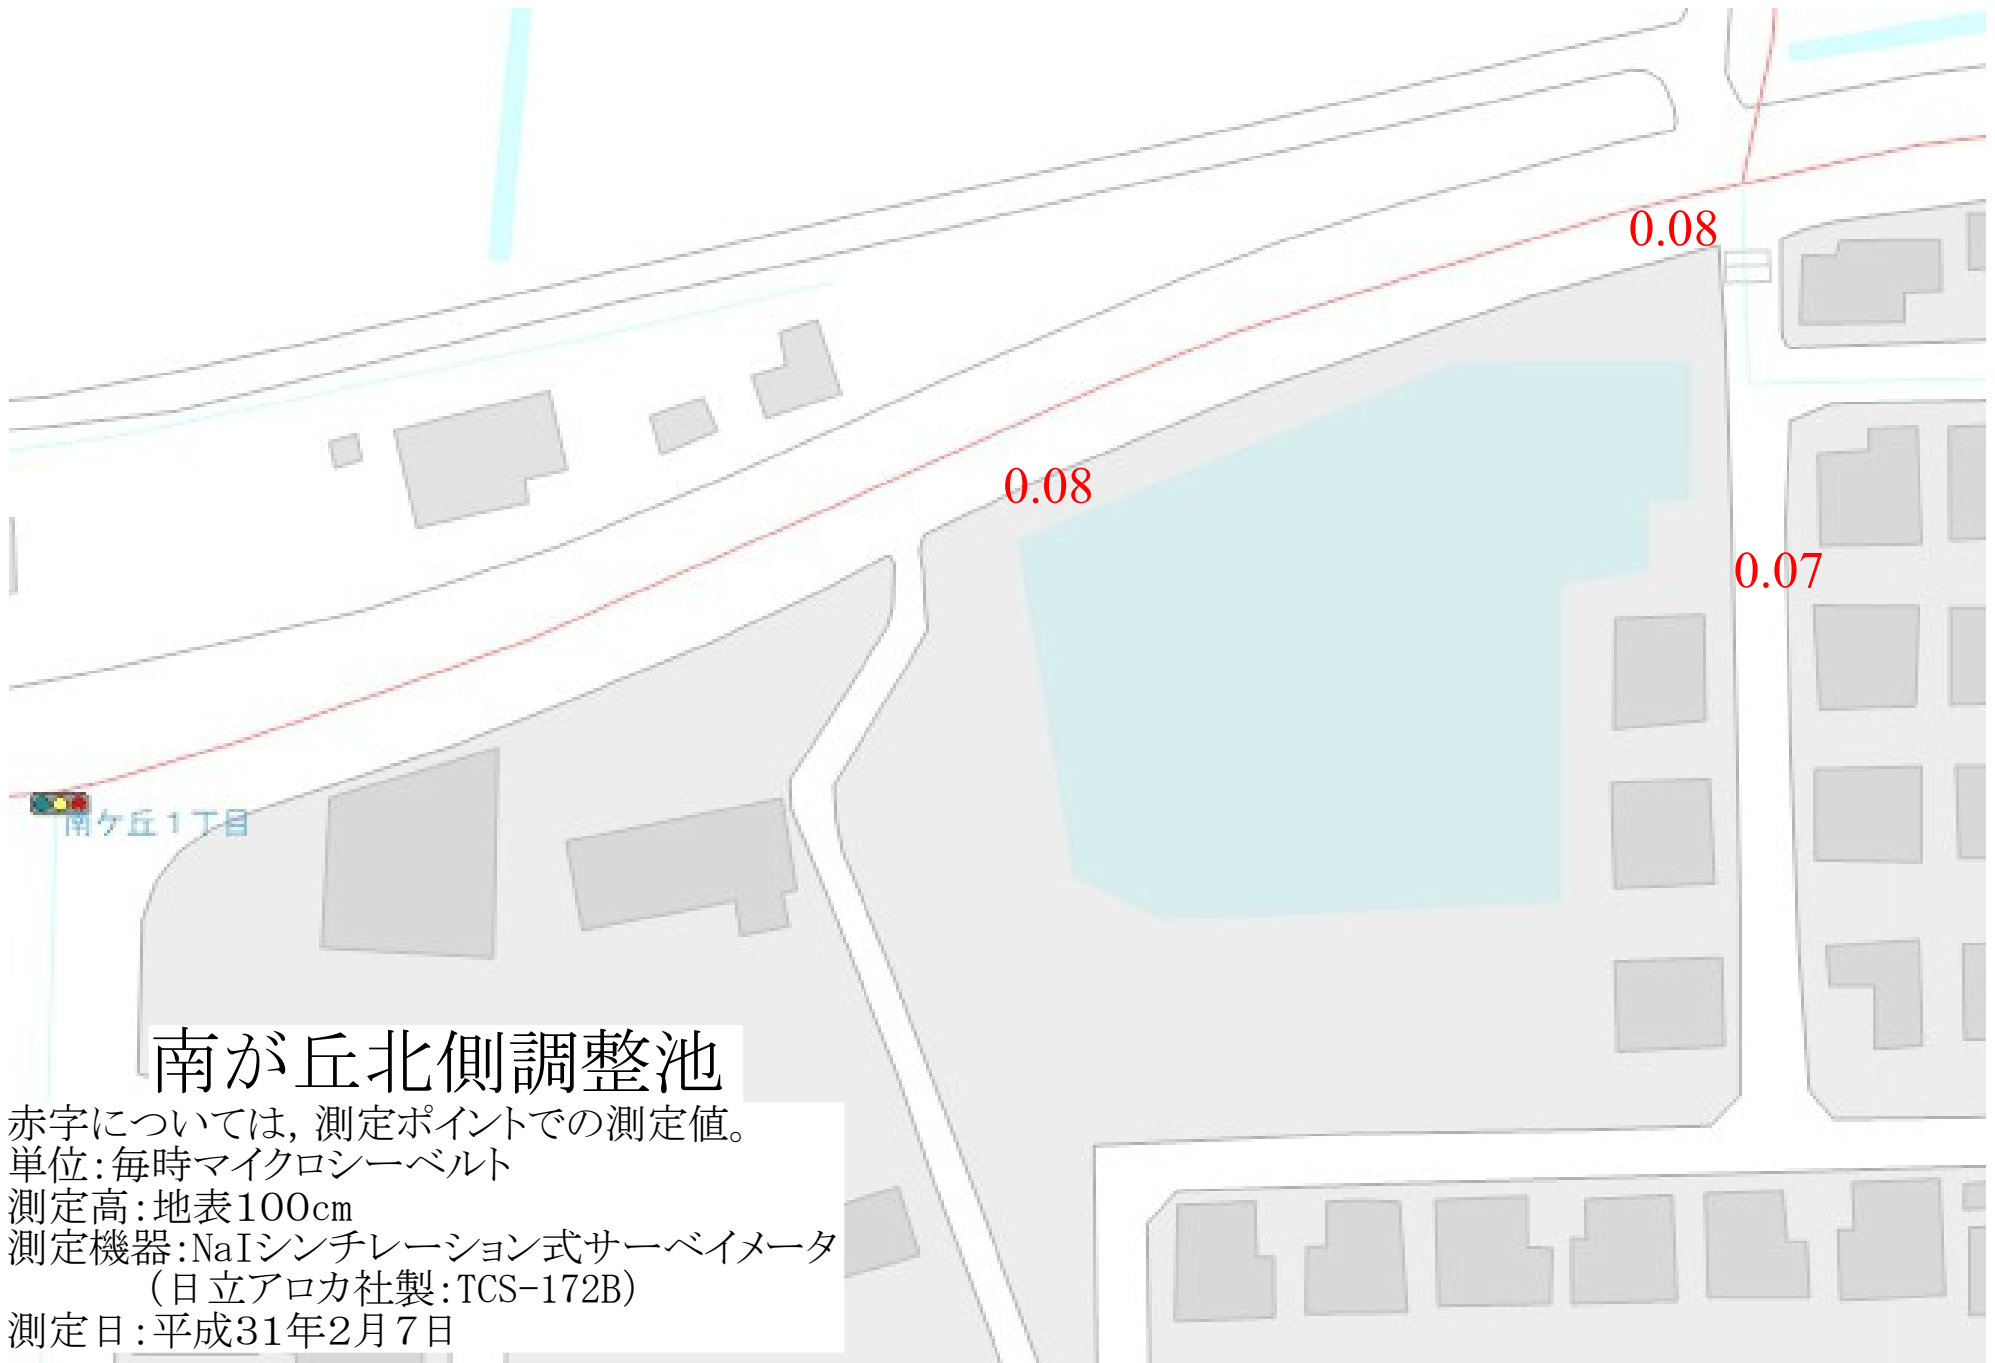 0.08
0.08
0.07
南ケ丘1丁目
南が丘北側調整池
赤字については，測定ポイントでの測定値。
単位：毎時マイクロシーベルト
測定高：地表100cm
測定機器：NaIシンチレーション式サーベイメータ
（日立アロカ社製：TCS-172B）
測定日：平成31年2月7日